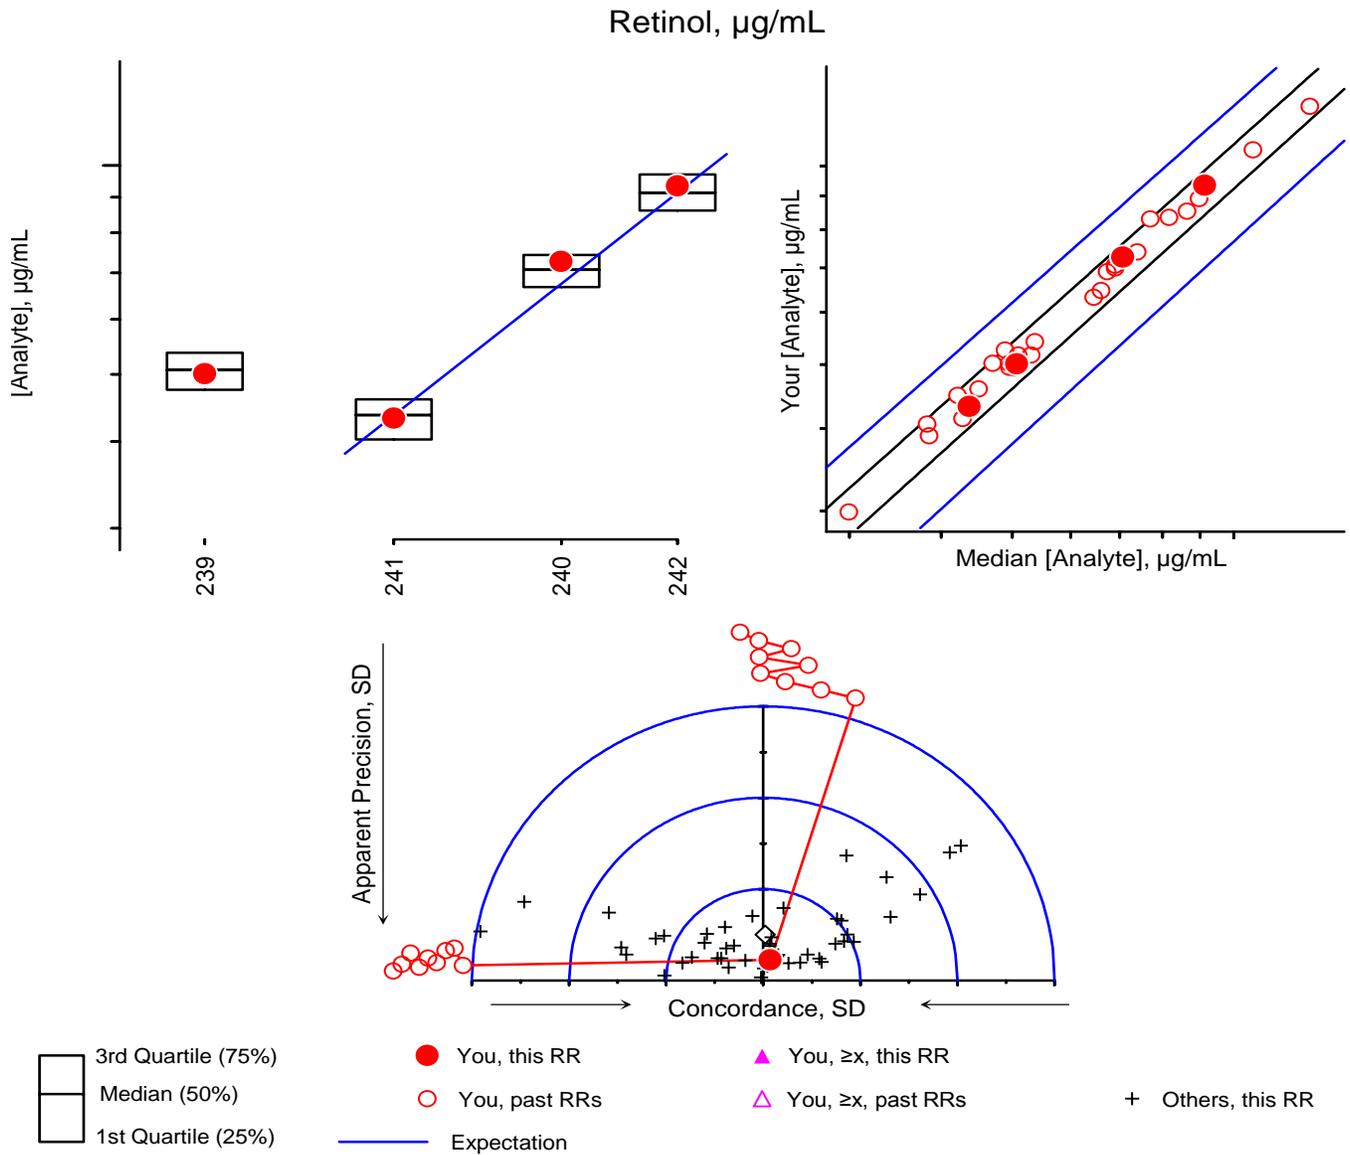 Retinol, µg/mL
[Analyte], µg/mL
239
241
240
242
Your [Analyte], µg/mL
Median [Analyte], µg/mL
Apparent Precision, SD
Concordance, SD
3rd Quartile (75%)
Median (50%)
1st Quartile (25%)
You, this RR
You, past RRs
Expectation
You, ≥x, this RR
You, ≥x, past RRs
Others, this RR